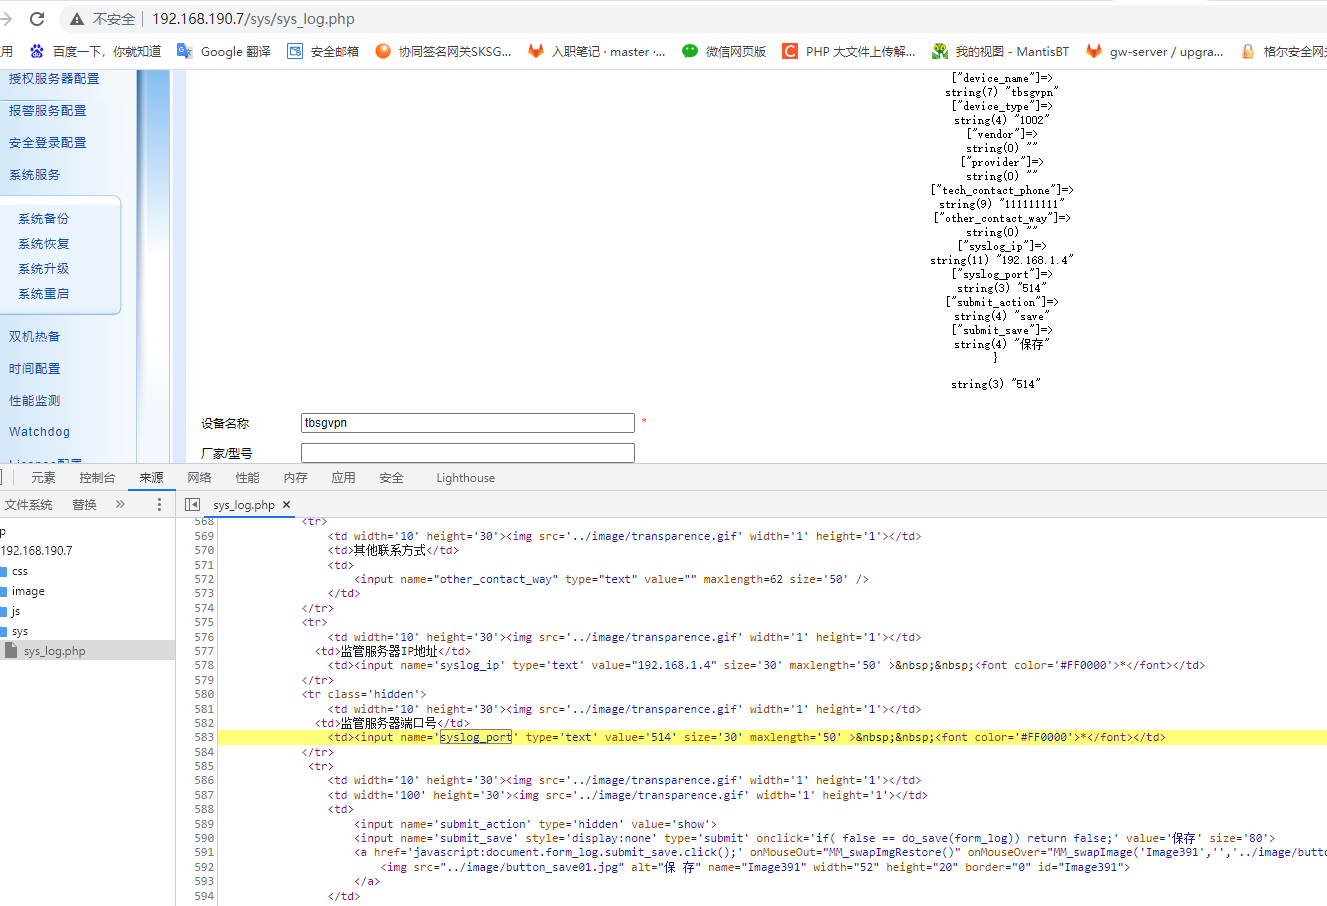 不安全 192.168.190.7/sys/sys_log.php
用 百度一下，你就知道 Google 翻译 安全邮箱 协同签名网关SKSG... 入职笔记 · master ·... 微信网页版 PHP 大文件上传解... 我的视图 - MantisBT gw-server / upgra... 格尔安全网
授权服务器配置
报警服务配置
安全登录配置
系统服务
系统备份
系统恢复
系统升级
系统重启
双机热备
时间配置
性能监测
Watchdog
["device_name"]=>
string(7) "tbsgvpn"
["device_type"]=>
string(4) "1002"
["vendor"]=>
string(0) ""
["provider"]=>
string(0) ""
["tech_contact_phone"]=>
string(9) "111111111"
["other_contact_way"]=>
string(0) ""
["syslog_ip"]=>
string(11) "192.168.1.4"
["syslog_port"]=>
string(3) "514"
["submit_action"]=>
string(4) "save"
["submit_save"]=>
string(4) "保存"
}
string(3) "514"
设备名称 tbsgvpn *
厂家/型号
元素 控制台 来源 网络 性能 内存 应用 安全 Lighthouse
文件系统 替换 » ⋮ sys_log.php ×
p
192.168.190.7
css
image
js
sys
sys_log.php
568 <tr>
569 <td width='10' height='30'><img src='../image/transparence.gif' width='1' height='1'></td>
570 <td>其他联系方式</td>
571 <td>
572 <input name="other_contact_way" type="text" value="" maxlength=62 size='50' />
573 </td>
574 </tr>
575 <tr>
576 <td width='10' height='30'><img src='../image/transparence.gif' width='1' height='1'></td>
577 <td>监管服务器IP地址</td>
578 <td><input name='syslog_ip' type='text' value="192.168.1.4" size='30' maxlength='50' >&nbsp;&nbsp;<font color='#FF0000'>*</font></td>
579 </tr>
580 <tr class='hidden'>
581 <td width='10' height='30'><img src='../image/transparence.gif' width='1' height='1'></td>
582 <td>监管服务器端口号</td>
583 <td><input name='syslog_port' type='text' value='514' size='30' maxlength='50' >&nbsp;&nbsp;<font color='#FF0000'>*</font></td>
584 </tr>
585 <tr>
586 <td width='10' height='30'><img src='../image/transparence.gif' width='1' height='1'></td>
587 <td width='100' height='30'><img src='../image/transparence.gif' width='1' height='1'></td>
588 <td>
589 <input name='submit_action' type='hidden' value='show'>
590 <input name='submit_save' style='display:none' type='submit' onclick='if( false == do_save(form_log)) return false;' value='保存' size='80'>
591 <a href='javascript:document.form_log.submit_save.click();' onMouseOut="MM_swapImgRestore()" onMouseOver="MM_swapImage('Image391','','../image/button
592 <img src="../image/button_save01.jpg" alt="保 存" name="Image391" width="52" height="20" border="0" id="Image391">
593 </a>
594 </td>